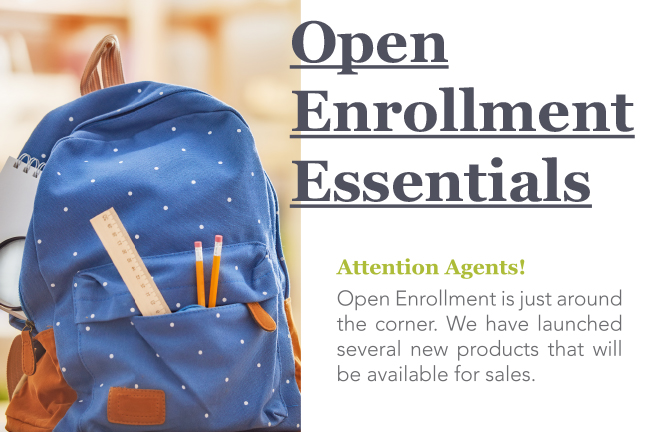 Open
Enrollment
Essentials
Attention Agents!
Open Enrollment is just around
the corner. We have launched
several new products that will
be available for sales.